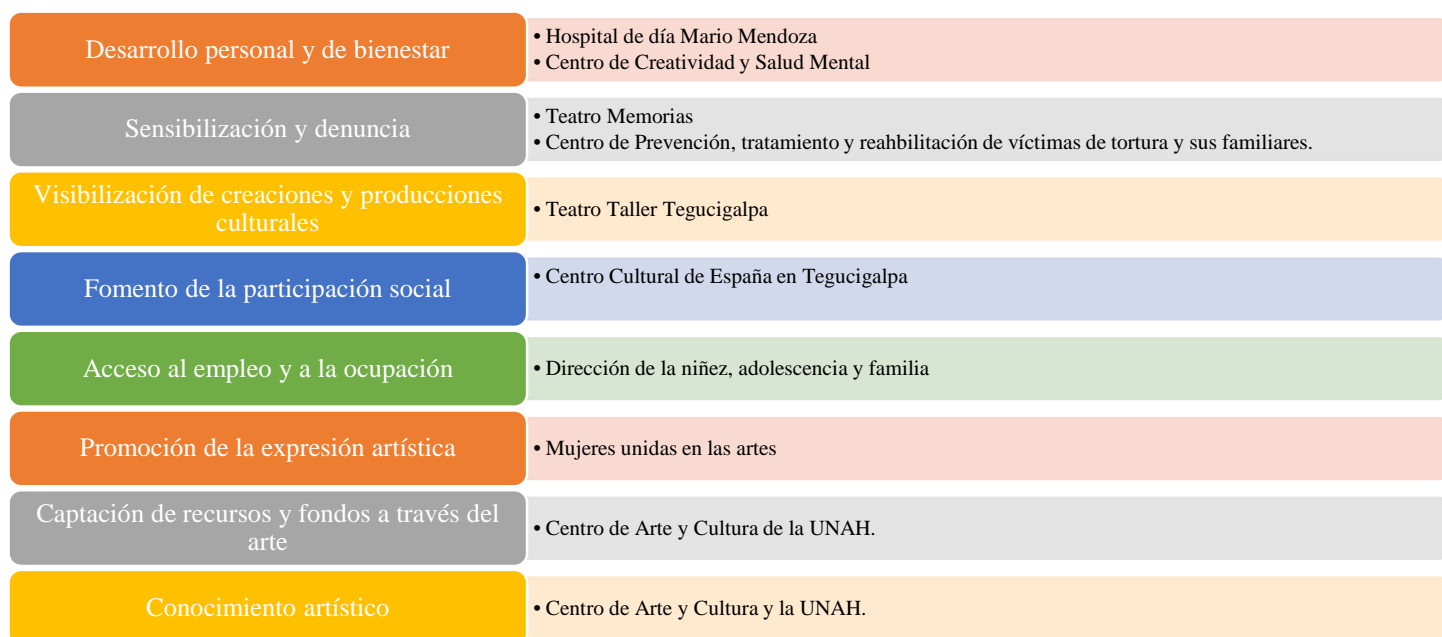 Desarrollo personal y de bienestar
• Hospital de día Mario Mendoza
• Centro de Creatividad y Salud Mental
Sensibilización y denuncia
• Teatro Memorias
• Centro de Prevención, tratamiento y reahbilitación de víctimas de tortura y sus familiares.
Visibilización de creaciones y producciones
culturales
• Teatro Taller Tegucigalpa
Fomento de la participación social
• Centro Cultural de España en Tegucigalpa
Acceso al empleo y a la ocupación
• Dirección de la niñez, adolescencia y familia
Promoción de la expresión artística
• Mujeres unidas en las artes
Captación de recursos y fondos a través del
arte
• Centro de Arte y Cultura de la UNAH.
Conocimiento artístico
• Centro de Arte y Cultura y la UNAH.